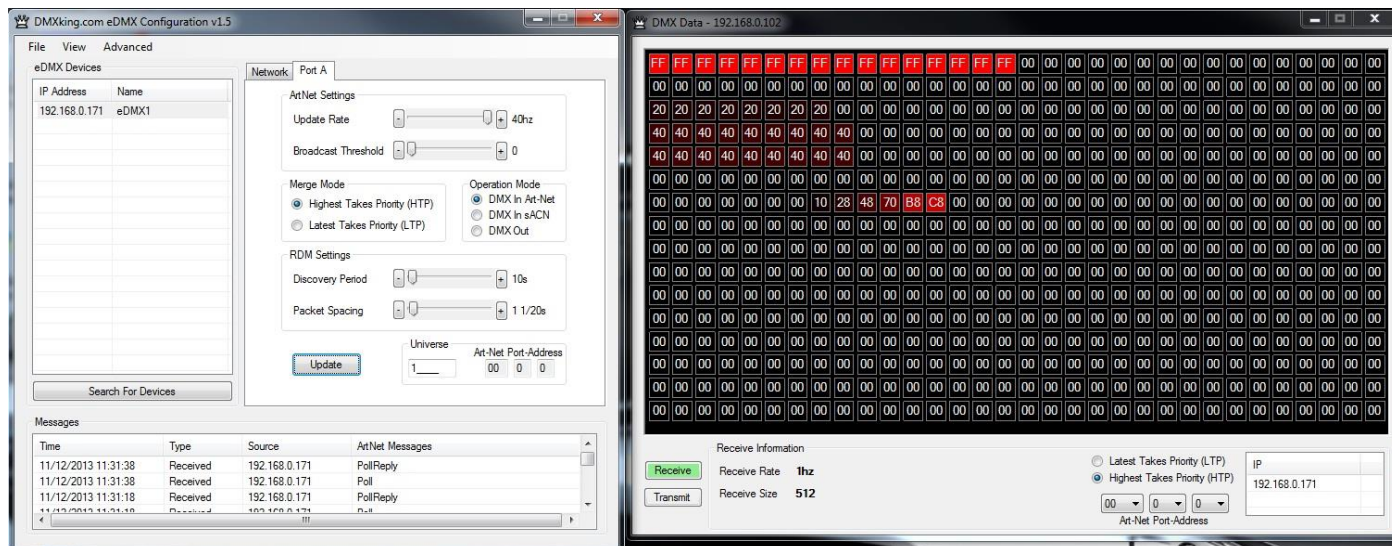 DMXking.com eDMX Configuration v1.5
File View Advanced
eDMX Devices
IP Address Name
192.168.0.171 eDMX1
Search For Devices
Network Port A
ArtNet Settings
Update Rate - + 40hz
Broadcast Threshold - + 0
Merge Mode
Highest Takes Priority (HTP)
Latest Takes Priority (LTP)
Operation Mode
DMX In Art-Net
DMX In sACN
DMX Out
RDM Settings
Discovery Period - + 10s
Packet Spacing - + 1 1/20s
Update
Universe
1____
Art-Net Port-Address
00 0 0
Messages
Time Type Source ArtNet Messages
11/12/2013 11:31:38 Received 192.168.0.171 PollReply
11/12/2013 11:31:38 Received 192.168.0.171 Poll
11/12/2013 11:31:18 Received 192.168.0.171 PollReply
11/12/2013 11:31:18 Received 192.168.0.171 Poll
DMX Data - 192.168.0.102
FF FF FF FF FF FF FF FF FF FF FF FF FF FF FF FF 00 00 00 00 00 00 00 00 00 00 00 00 00 00 00 00
00 00 00 00 00 00 00 00 00 00 00 00 00 00 00 00 00 00 00 00 00 00 00 00 00 00 00 00 00 00 00 00
20 20 20 20 20 20 20 20 00 00 00 00 00 00 00 00 00 00 00 00 00 00 00 00 00 00 00 00 00 00 00 00
40 40 40 40 40 40 40 40 40 00 00 00 00 00 00 00 00 00 00 00 00 00 00 00 00 00 00 00 00 00 00 00
40 40 40 40 40 40 40 40 40 00 00 00 00 00 00 00 00 00 00 00 00 00 00 00 00 00 00 00 00 00 00 00
00 00 00 00 00 00 00 00 00 00 00 00 00 00 00 00 00 00 00 00 00 00 00 00 00 00 00 00 00 00 00 00
00 00 00 00 00 00 00 10 28 48 70 B8 C8 00 00 00 00 00 00 00 00 00 00 00 00 00 00 00 00 00 00 00
00 00 00 00 00 00 00 00 00 00 00 00 00 00 00 00 00 00 00 00 00 00 00 00 00 00 00 00 00 00 00 00
00 00 00 00 00 00 00 00 00 00 00 00 00 00 00 00 00 00 00 00 00 00 00 00 00 00 00 00 00 00 00 00
00 00 00 00 00 00 00 00 00 00 00 00 00 00 00 00 00 00 00 00 00 00 00 00 00 00 00 00 00 00 00 00
00 00 00 00 00 00 00 00 00 00 00 00 00 00 00 00 00 00 00 00 00 00 00 00 00 00 00 00 00 00 00 00
00 00 00 00 00 00 00 00 00 00 00 00 00 00 00 00 00 00 00 00 00 00 00 00 00 00 00 00 00 00 00 00
00 00 00 00 00 00 00 00 00 00 00 00 00 00 00 00 00 00 00 00 00 00 00 00 00 00 00 00 00 00 00 00
00 00 00 00 00 00 00 00 00 00 00 00 00 00 00 00 00 00 00 00 00 00 00 00 00 00 00 00 00 00 00 00
00 00 00 00 00 00 00 00 00 00 00 00 00 00 00 00 00 00 00 00 00 00 00 00 00 00 00 00 00 00 00 00
00 00 00 00 00 00 00 00 00 00 00 00 00 00 00 00 00 00 00 00 00 00 00 00 00 00 00 00 00 00 00 00
Receive
Transmit
Receive Information
Receive Rate 1hz
Receive Size 512
Latest Takes Priority (LTP)
Highest Takes Priority (HTP)
00 0 0
Art-Net Port-Address
IP
192.168.0.171